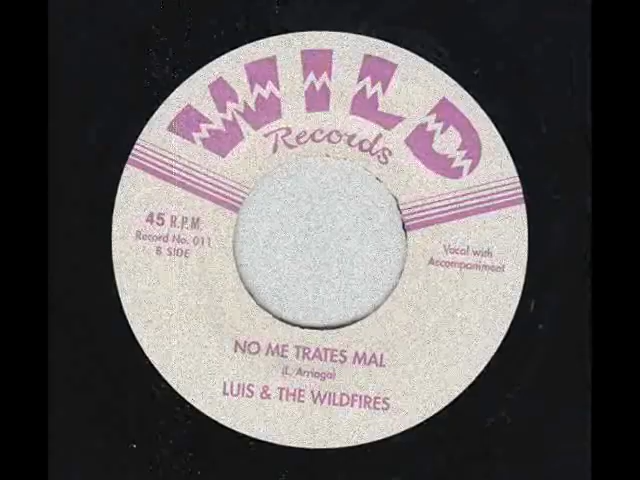 WILD
Records
45 R.P.M.
Record No. 011
B SIDE
Vocal with
Accompaniment
NO ME TRATES MAL
(L. Arriaga)
LUIS & THE WILDFIRES